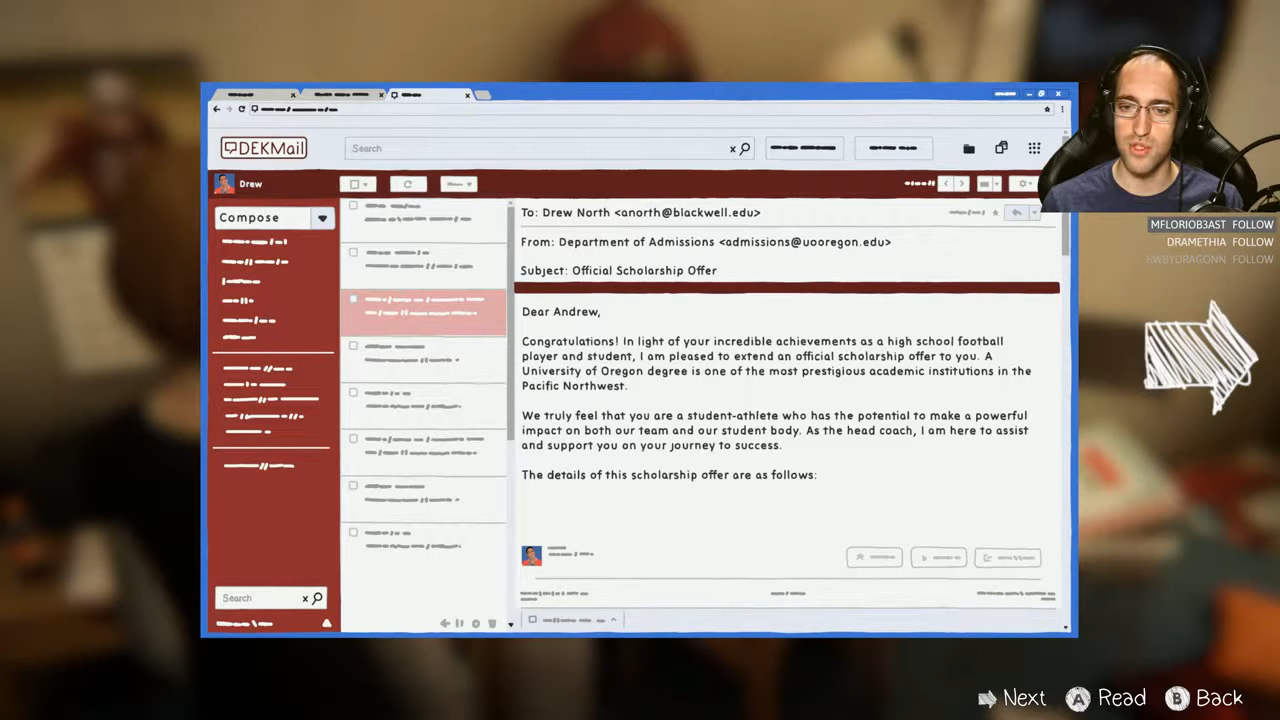 DEKMail
Search
x
Drew
Compose
To: Drew North <anorth@blackwell.edu>
From: Department of Admissions <admissions@uooregon.edu>
Subject: Official Scholarship Offer
Dear Andrew,
Congratulations! In light of your incredible achievements as a high school football
player and student, I am pleased to extend an official scholarship offer to you. A
University of Oregon degree is one of the most prestigious academic institutions in the
Pacific Northwest.
We truly feel that you are a student-athlete who has the potential to make a powerful
impact on both our team and our student body. As the head coach, I am here to assist
and support you on your journey to success.
The details of this scholarship offer are as follows:
Search
x
MFLORIOB3AST FOLLOW
DRAMETHIA FOLLOW
FOLLOW
Next
A Read
B Back